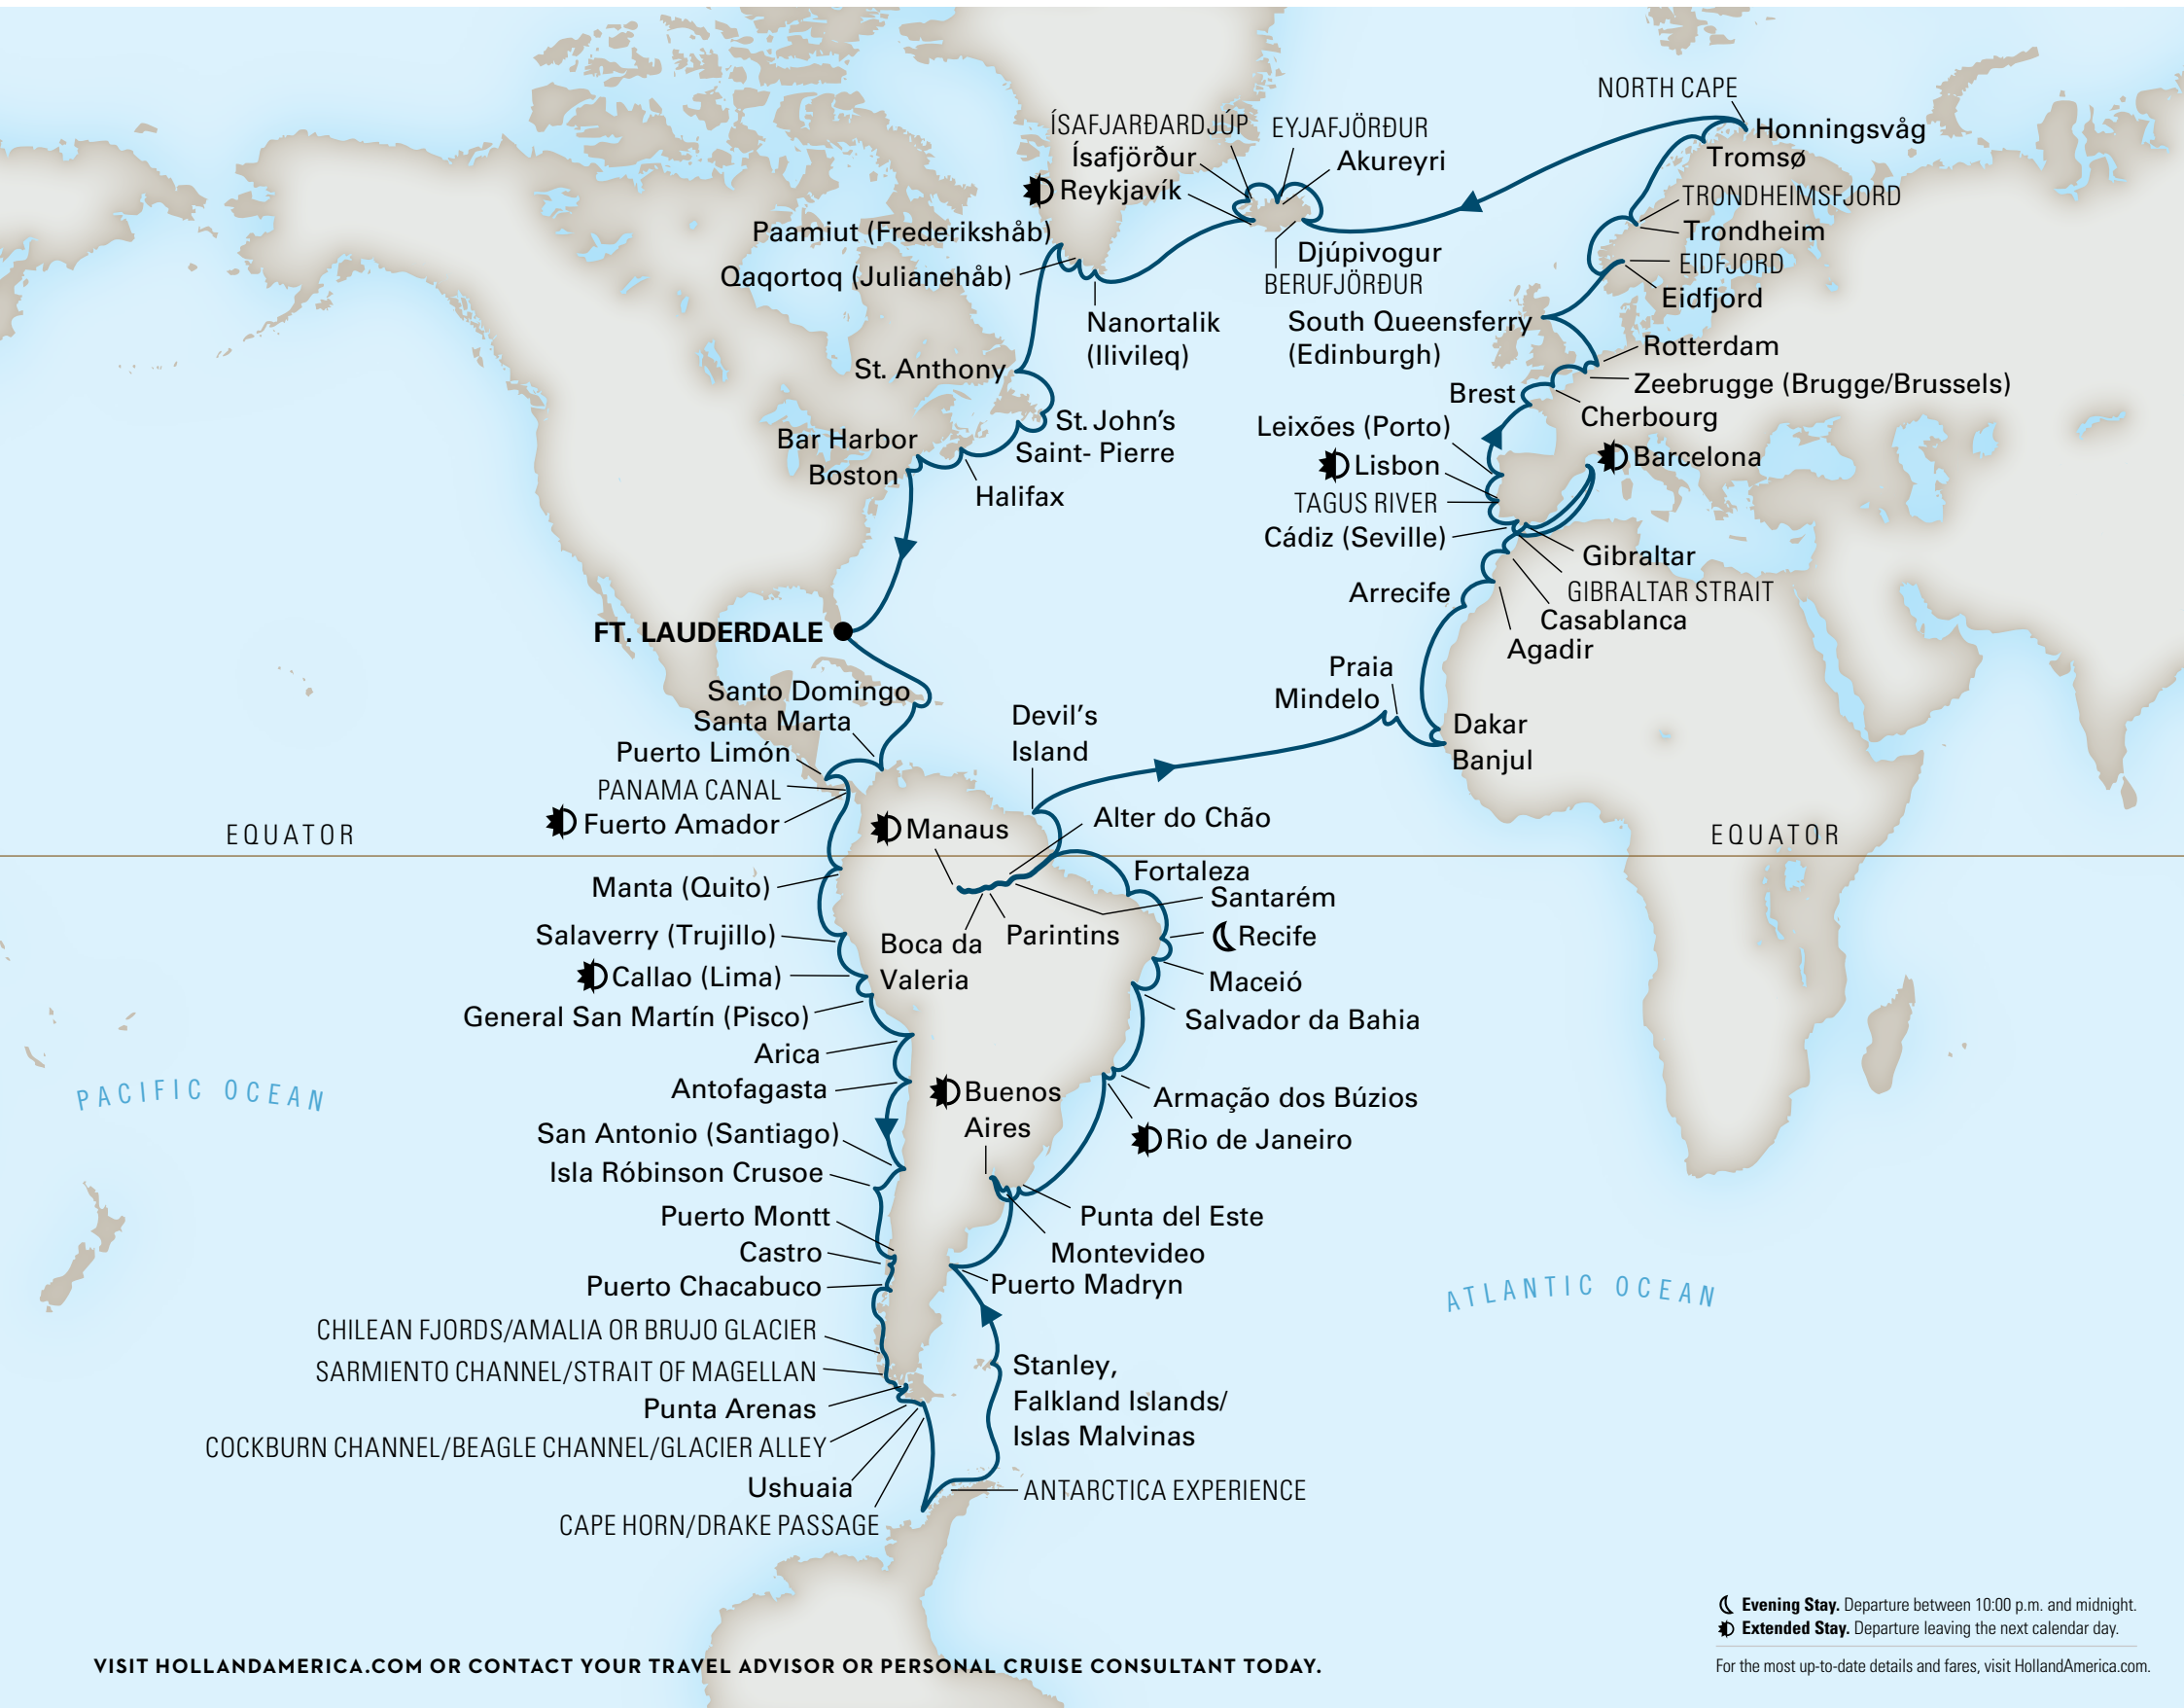 NORTH CAPE
Honningsvåg
Tromsø
TRONDHEIMSFJORD
Trondheim
EIDFJORD
Eidfjord
ÍSAFJARÐARDJÚP
EYJAFJÖRÐUR
Ísafjörður
Akureyri
Reykjavík
Djúpivogur
BERUFJÖRÐUR
Paamiut (Frederikshåb)
Qaqortoq (Julianehåb)
Nanortalik
(Ilivileq)
South Queensferry
(Edinburgh)
Rotterdam
Zeebrugge (Brugge/Brussels)
Cherbourg
Brest
Leixões (Porto)
Lisbon
TAGUS RIVER
Cádiz (Seville)
Barcelona
Gibraltar
GIBRALTAR STRAIT
Casablanca
Agadir
Arrecife
St. Anthony
St. John's
Saint- Pierre
Halifax
Bar Harbor
Boston
FT. LAUDERDALE
Santo Domingo
Santa Marta
Puerto Limón
PANAMA CANAL
Fuerto Amador
Praia
Mindelo
Dakar
Banjul
Devil's
Island
Alter do Chão
Manaus
EQUATOR
EQUATOR
Fortaleza
Santarém
Recife
Parintins
Boca da
Valeria
Maceió
Salvador da Bahia
Manta (Quito)
Salaverry (Trujillo)
Callao (Lima)
General San Martín (Pisco)
Arica
Antofagasta
San Antonio (Santiago)
Isla Róbinson Crusoe
Puerto Montt
Castro
Puerto Chacabuco
CHILEAN FJORDS/AMALIA OR BRUJO GLACIER
SARMIENTO CHANNEL/STRAIT OF MAGELLAN
Punta Arenas
COCKBURN CHANNEL/BEAGLE CHANNEL/GLACIER ALLEY
Ushuaia
CAPE HORN/DRAKE PASSAGE
Buenos
Aires
Armação dos Búzios
Rio de Janeiro
Punta del Este
Montevideo
Puerto Madryn
Stanley,
Falkland Islands/
Islas Malvinas
ANTARCTICA EXPERIENCE
PACIFIC OCEAN
ATLANTIC OCEAN
Evening Stay. Departure between 10:00 p.m. and midnight.
Extended Stay. Departure leaving the next calendar day.
For the most up-to-date details and fares, visit HollandAmerica.com.
VISIT HOLLANDAMERICA.COM OR CONTACT YOUR TRAVEL ADVISOR OR PERSONAL CRUISE CONSULTANT TODAY.